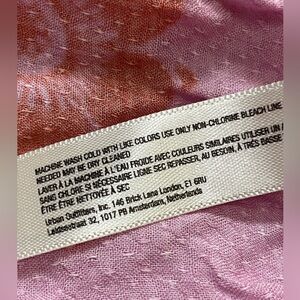 MACHINE WASH COLD WITH LIKE COLORS USE ONLY NON-CHLORINE BLEACH LINE
NEEDED MAY BE DRY CLEANED
LAVER À LA MACHINE À L'EAU FROIDE AVEC COULEURS SIMILAIRES UTILISER UN
SANS CHLORE SI NÉCESSAIRE LIGNE SEC REPASSER, AU BESOIN, À TRÈS BASSE
ÊTRE ÊTRE NETTOYÉE À SEC
Urban Outfitters, Inc. 146 Brick Lane London, E1 6RU
Leidsestraat 32, 1017 PB Amsterdam, Netherlands